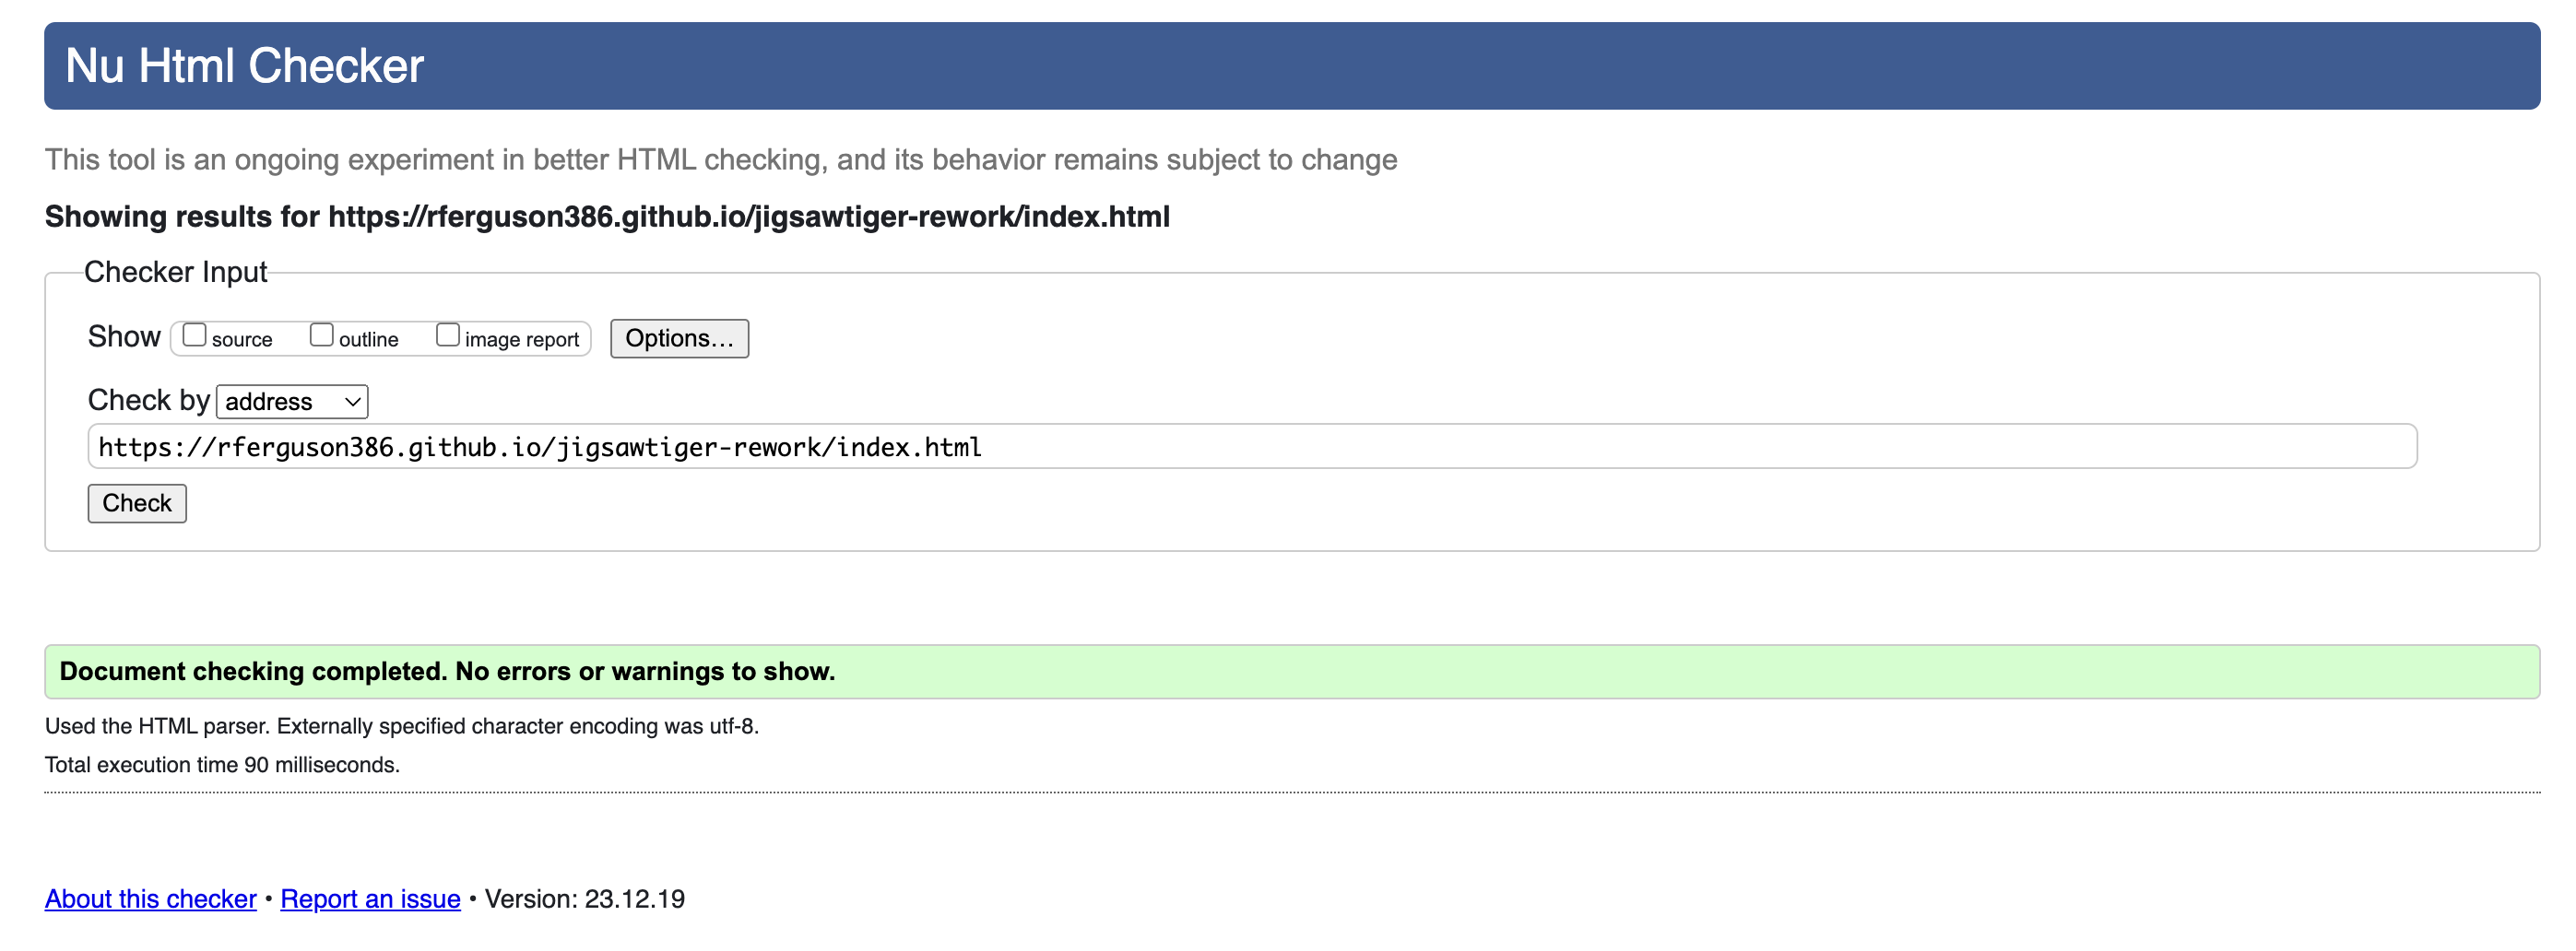 Nu Html Checker
This tool is an ongoing experiment in better HTML checking, and its behavior remains subject to change
Showing results for https://rferguson386.github.io/jigsawtiger-rework/index.html
Checker Input
Show source outline image report Options…
Check by address
https://rferguson386.github.io/jigsawtiger-rework/index.html
Check
Document checking completed. No errors or warnings to show.
Used the HTML parser. Externally specified character encoding was utf-8.
Total execution time 90 milliseconds.
About this checker • Report an issue • Version: 23.12.19